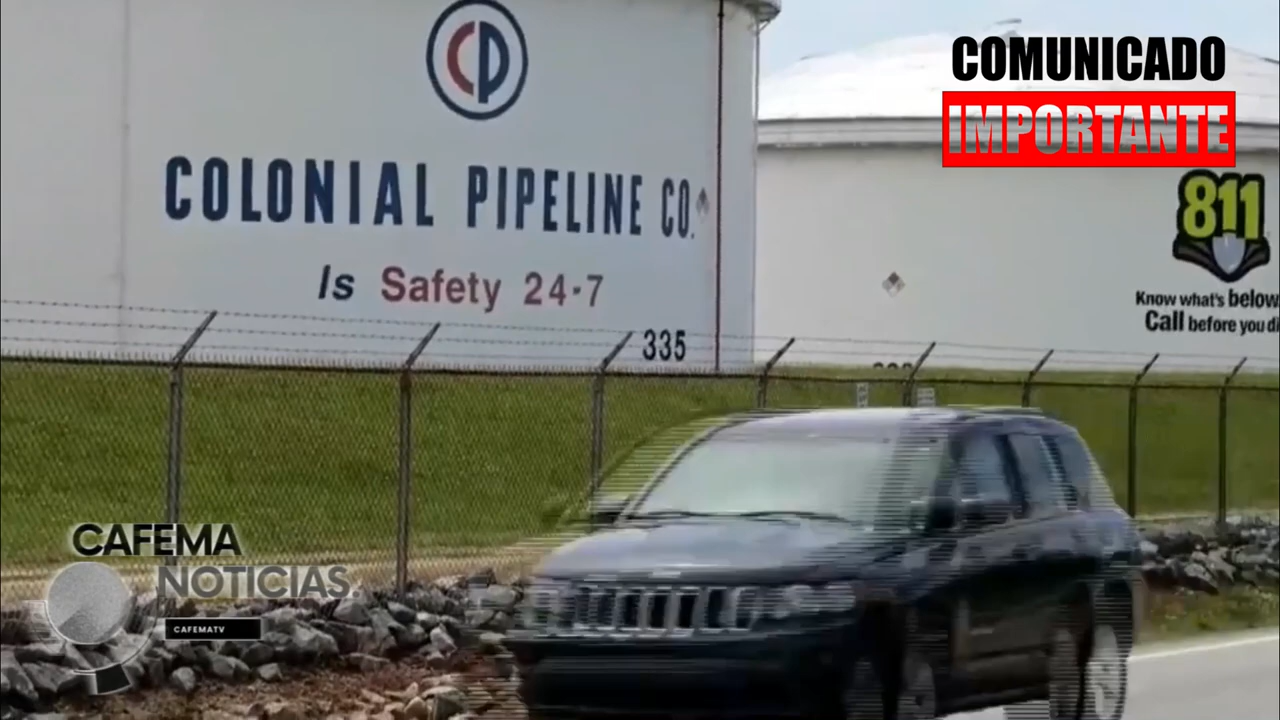 CP
COLONIAL PIPELINE CO.
Is Safety 24-7
335
COMUNICADO
IMPORTANTE
811
Know what's below
Call before you
CAFEMA
NOTICIAS.
CAFEMATV